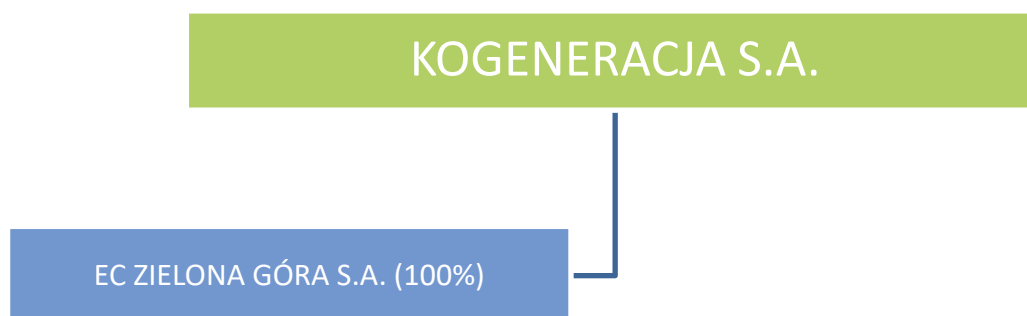 KOGENERACJA S.A.
EC ZIELONA GÓRA S.A. (100%)